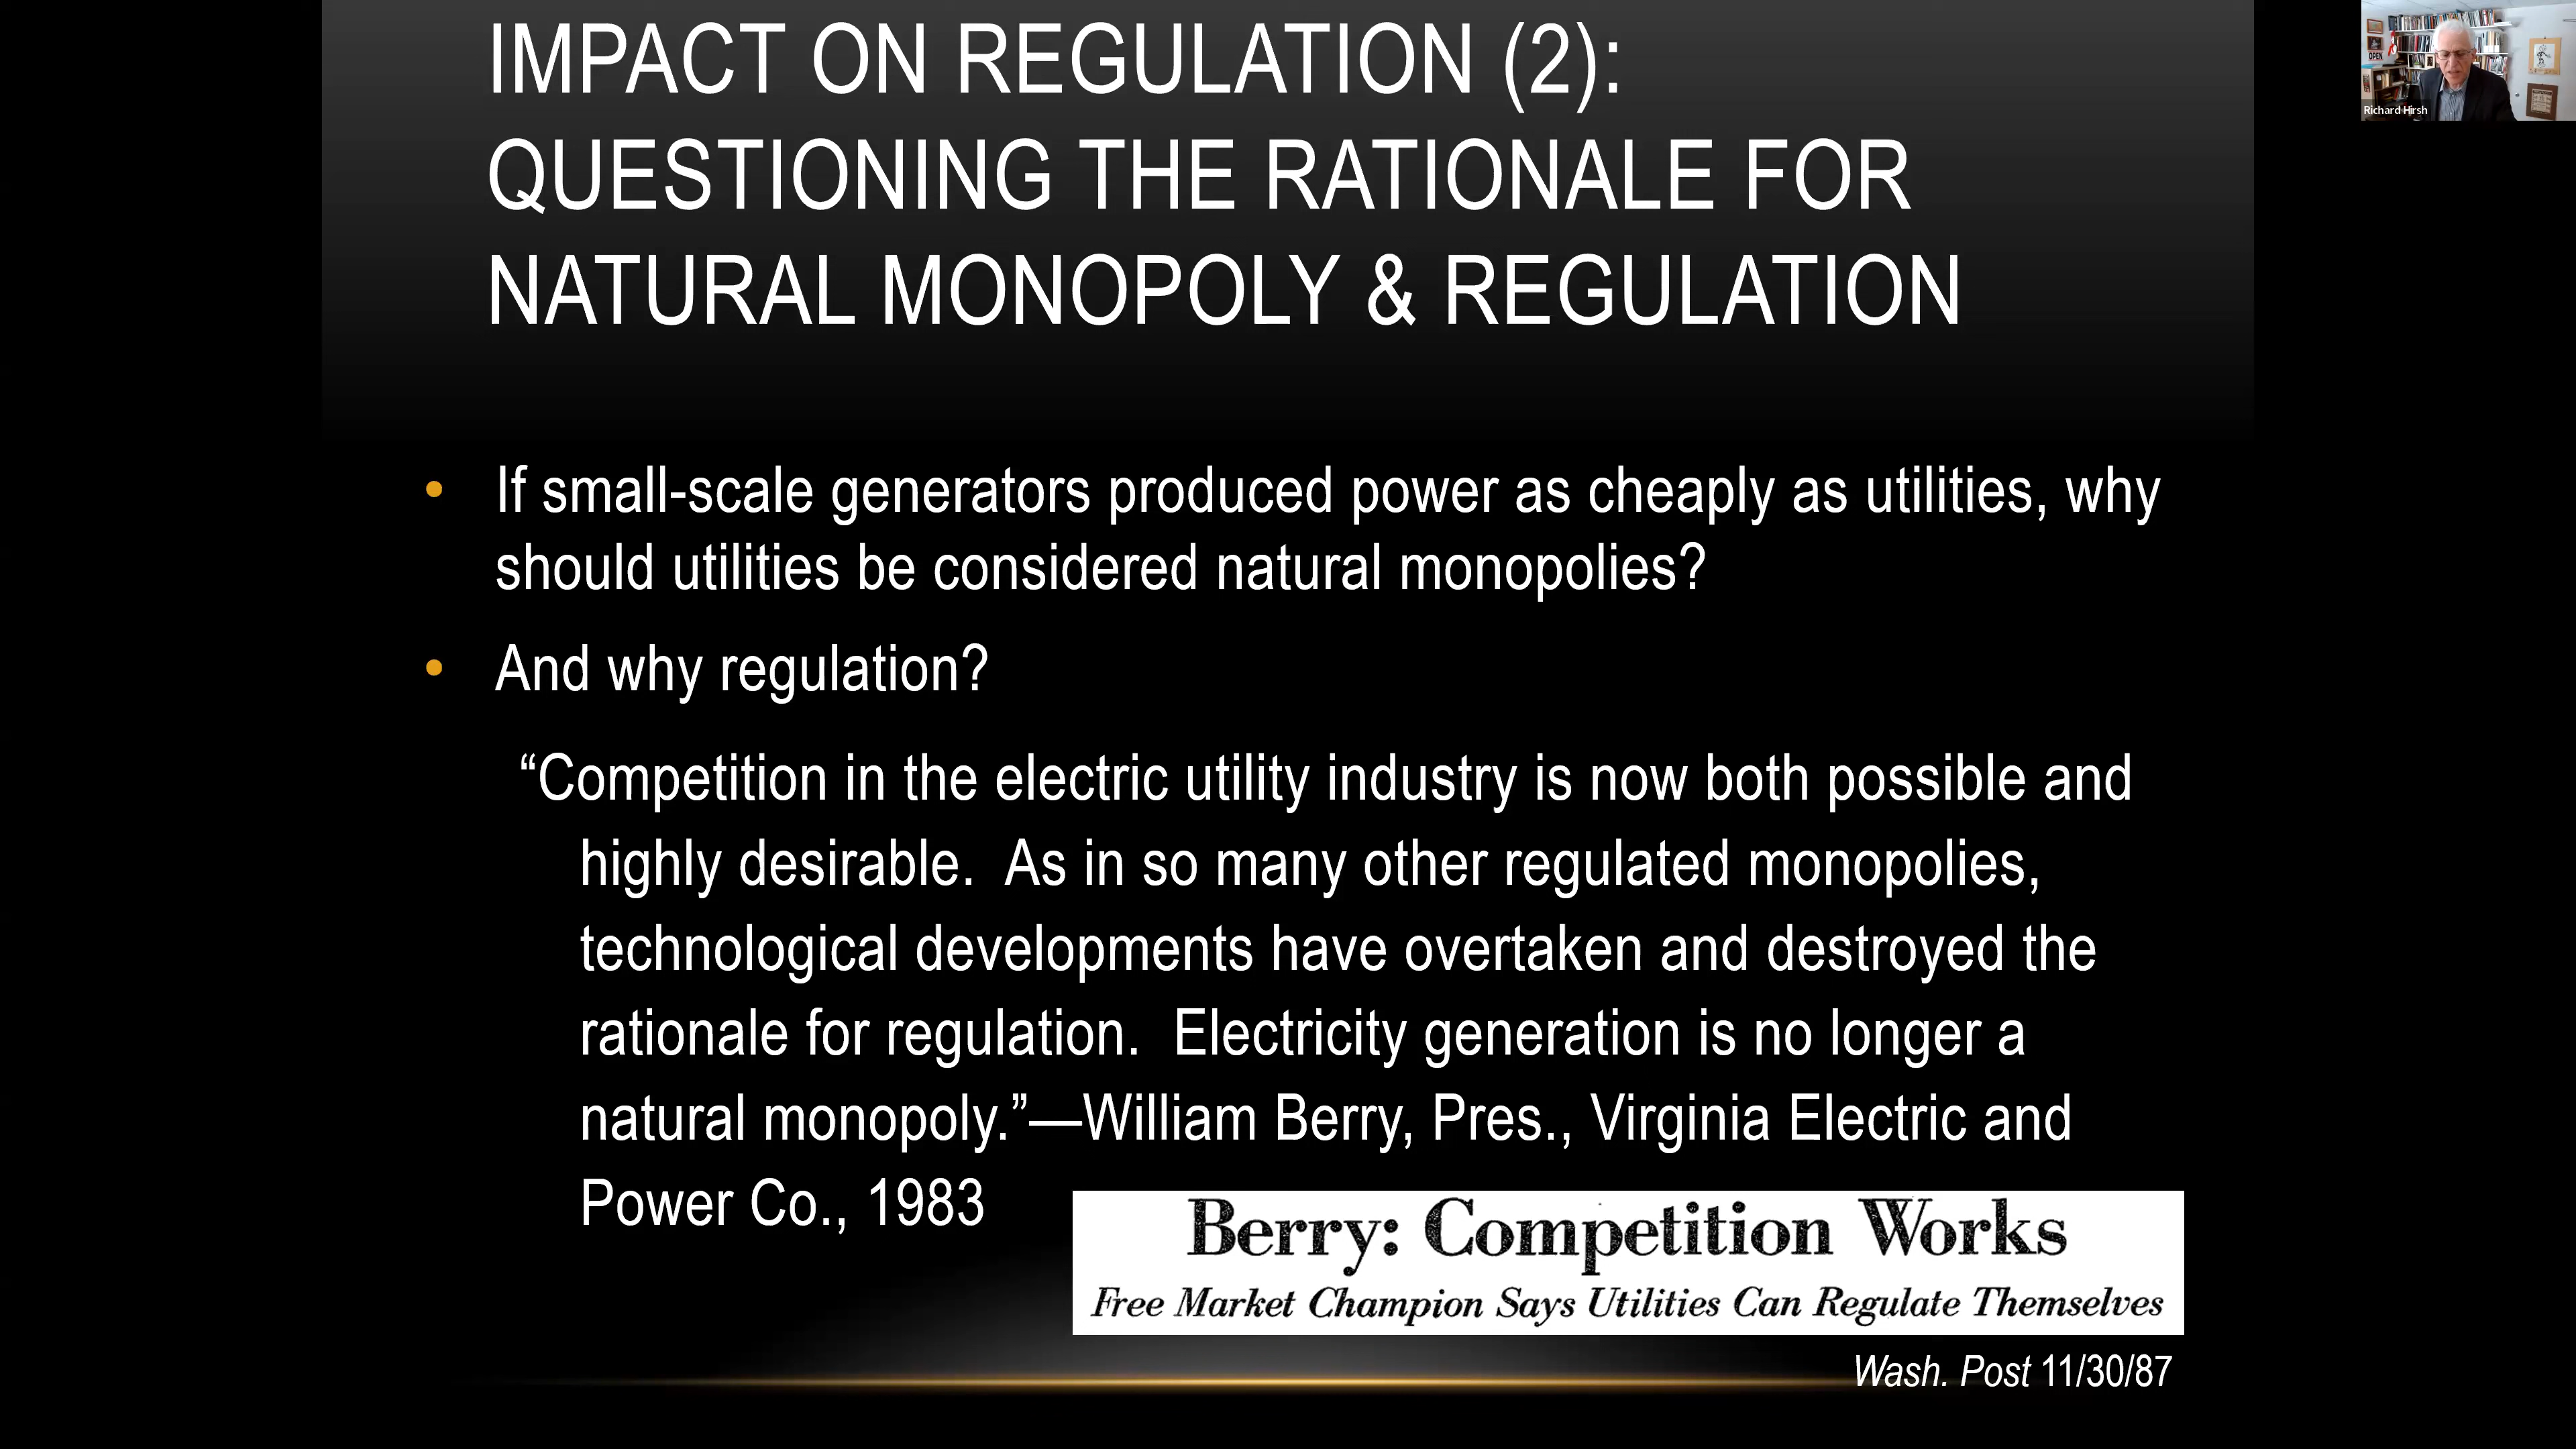 IMPACT ON REGULATION (2):
QUESTIONING THE RATIONALE FOR
NATURAL MONOPOLY & REGULATION
• If small-scale generators produced power as cheaply as utilities, why
should utilities be considered natural monopolies?
• And why regulation?
“Competition in the electric utility industry is now both possible and
highly desirable.  As in so many other regulated monopolies,
technological developments have overtaken and destroyed the
rationale for regulation.  Electricity generation is no longer a
natural monopoly.”—William Berry, Pres., Virginia Electric and
Power Co., 1983
Berry: Competition Works
Free Market Champion Says Utilities Can Regulate Themselves
Wash. Post 11/30/87
OPEN
Richard Hirsh